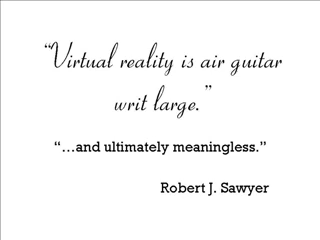 “Virtual reality is air guitar
writ large.”
“...and ultimately meaningless.”
Robert J. Sawyer